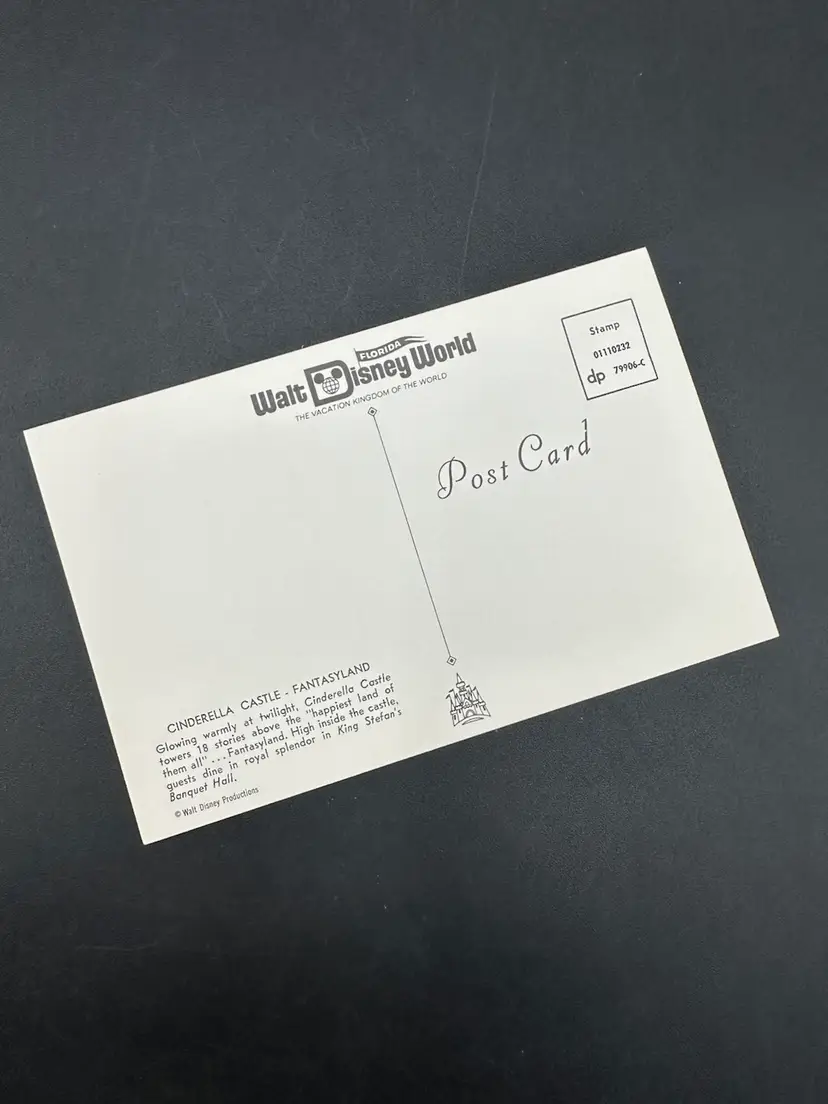 FLORIDA
Walt Disney World
THE VACATION KINGDOM OF THE WORLD
Stamp
01110232
dp 79906-C
Post Card
CINDERELLA CASTLE - FANTASYLAND
Glowing warmly at twilight, Cinderella Castle
towers 18 stories above the "happiest land of
them all" ... Fantasyland. High inside the castle,
guests dine in royal splendor in King Stefan's
Banquet Hall.
© Walt Disney Productions